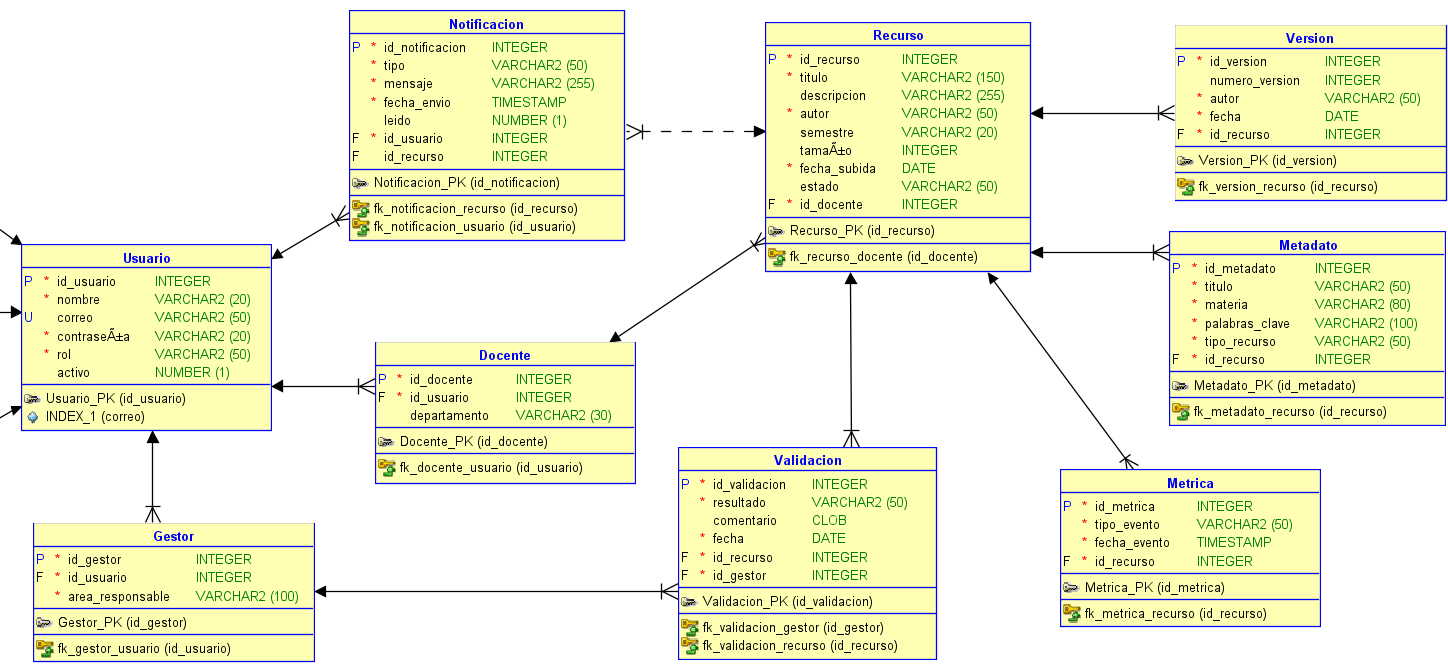 Notificacion
P * id_notificacion INTEGER
* tipo VARCHAR2 (50)
* mensaje VARCHAR2 (255)
* fecha_envio TIMESTAMP
leido NUMBER (1)
F * id_usuario INTEGER
F id_recurso INTEGER
Notificacion_PK (id_notificacion)
fk_notificacion_recurso (id_recurso)
fk_notificacion_usuario (id_usuario)
Recurso
P * id_recurso INTEGER
* titulo VARCHAR2 (150)
descripcion VARCHAR2 (255)
* autor VARCHAR2 (50)
semestre VARCHAR2 (20)
tamaÃ±o INTEGER
* fecha_subida DATE
estado VARCHAR2 (50)
F * id_docente INTEGER
Recurso_PK (id_recurso)
fk_recurso_docente (id_docente)
Version
P * id_version INTEGER
numero_version INTEGER
* autor VARCHAR2 (50)
* fecha DATE
F * id_recurso INTEGER
Version_PK (id_version)
fk_version_recurso (id_recurso)
Usuario
P * id_usuario INTEGER
* nombre VARCHAR2 (20)
U correo VARCHAR2 (50)
* contraseÃ±a VARCHAR2 (20)
* rol VARCHAR2 (50)
activo NUMBER (1)
Usuario_PK (id_usuario)
INDEX_1 (correo)
Metadato
P * id_metadato INTEGER
* titulo VARCHAR2 (50)
* materia VARCHAR2 (80)
* palabras_clave VARCHAR2 (100)
* tipo_recurso VARCHAR2 (50)
F * id_recurso INTEGER
Metadato_PK (id_metadato)
fk_metadato_recurso (id_recurso)
Docente
P * id_docente INTEGER
F * id_usuario INTEGER
departamento VARCHAR2 (30)
Docente_PK (id_docente)
fk_docente_usuario (id_usuario)
Validacion
P * id_validacion INTEGER
* resultado VARCHAR2 (50)
comentario CLOB
* fecha DATE
F * id_recurso INTEGER
F * id_gestor INTEGER
Validacion_PK (id_validacion)
fk_validacion_gestor (id_gestor)
fk_validacion_recurso (id_recurso)
Metrica
P * id_metrica INTEGER
* tipo_evento VARCHAR2 (50)
* fecha_evento TIMESTAMP
F * id_recurso INTEGER
Metrica_PK (id_metrica)
fk_metrica_recurso (id_recurso)
Gestor
P * id_gestor INTEGER
F * id_usuario INTEGER
* area_responsable VARCHAR2 (100)
Gestor_PK (id_gestor)
fk_gestor_usuario (id_usuario)